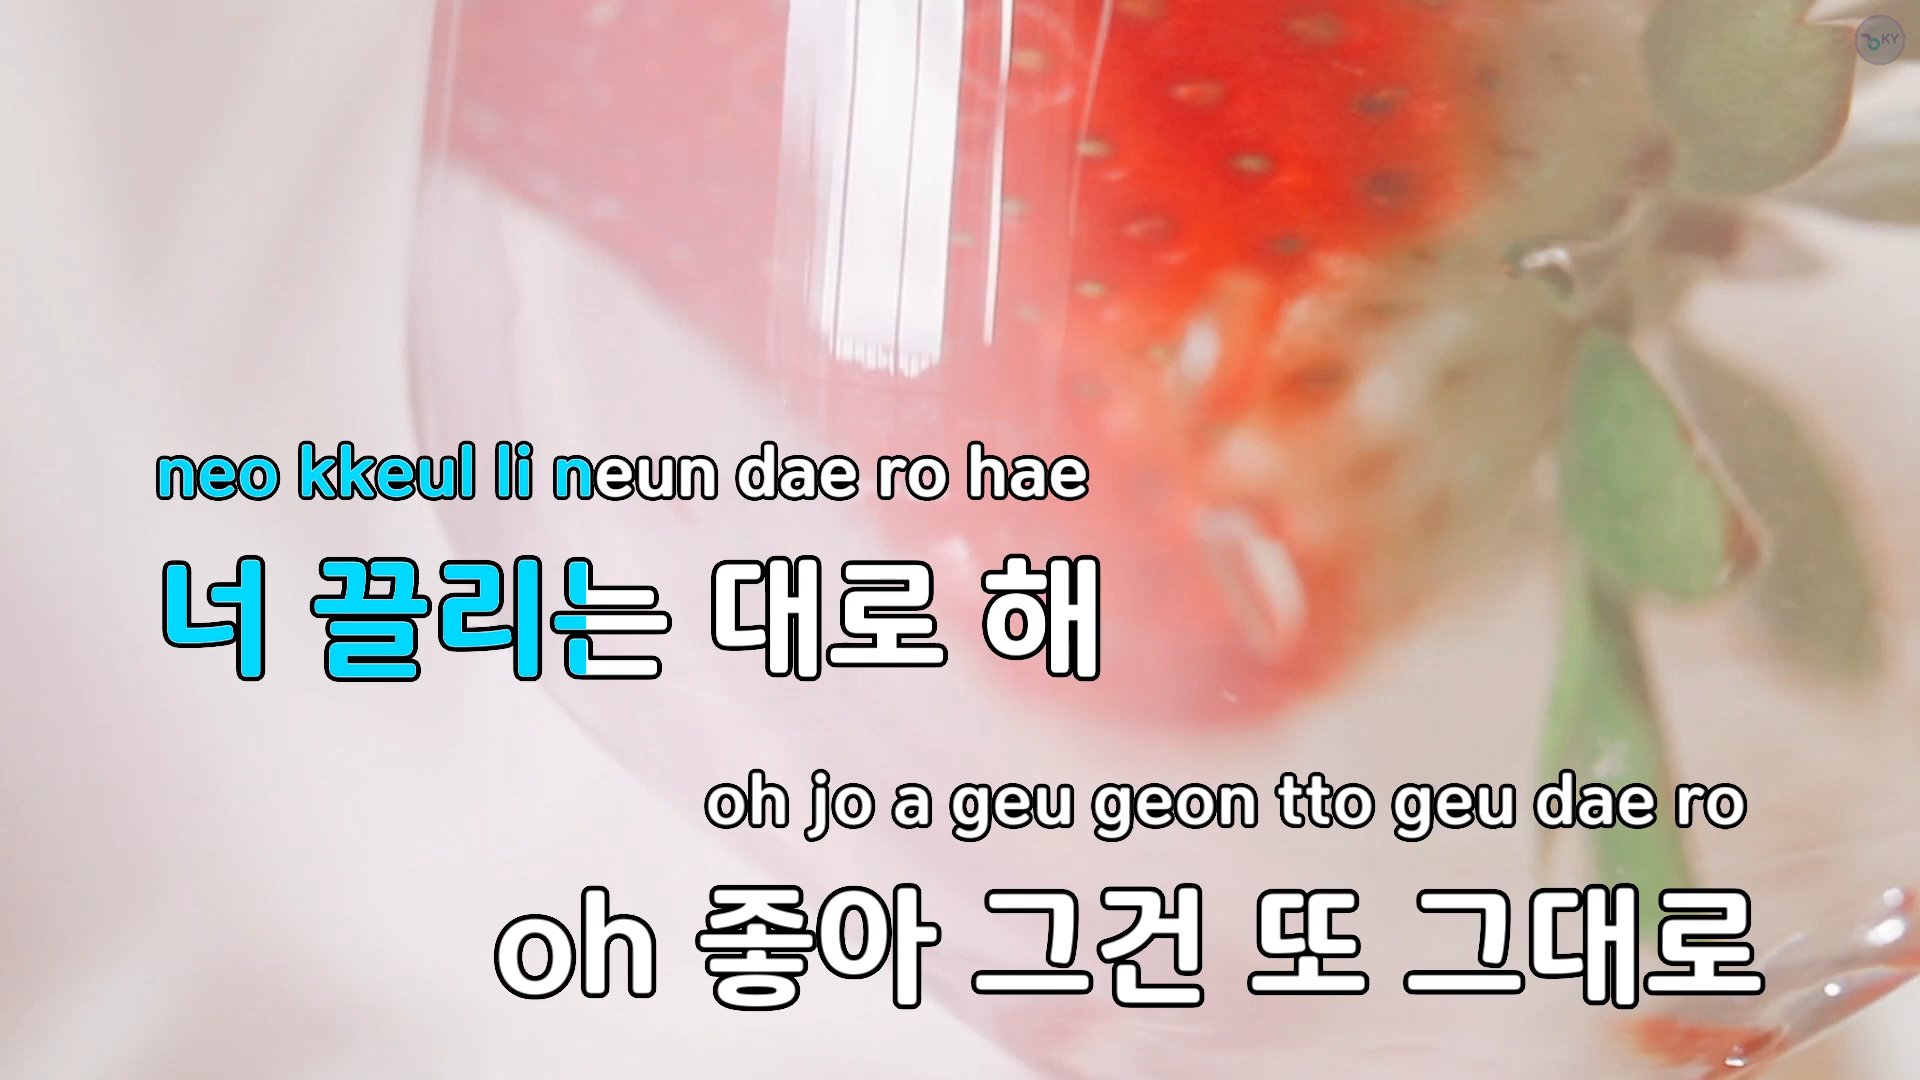 KY
neo kkeul li neun dae ro hae
너 끌리는 대로 해
oh jo a geu geon tto geu dae ro
oh 좋아 그건 또 그대로